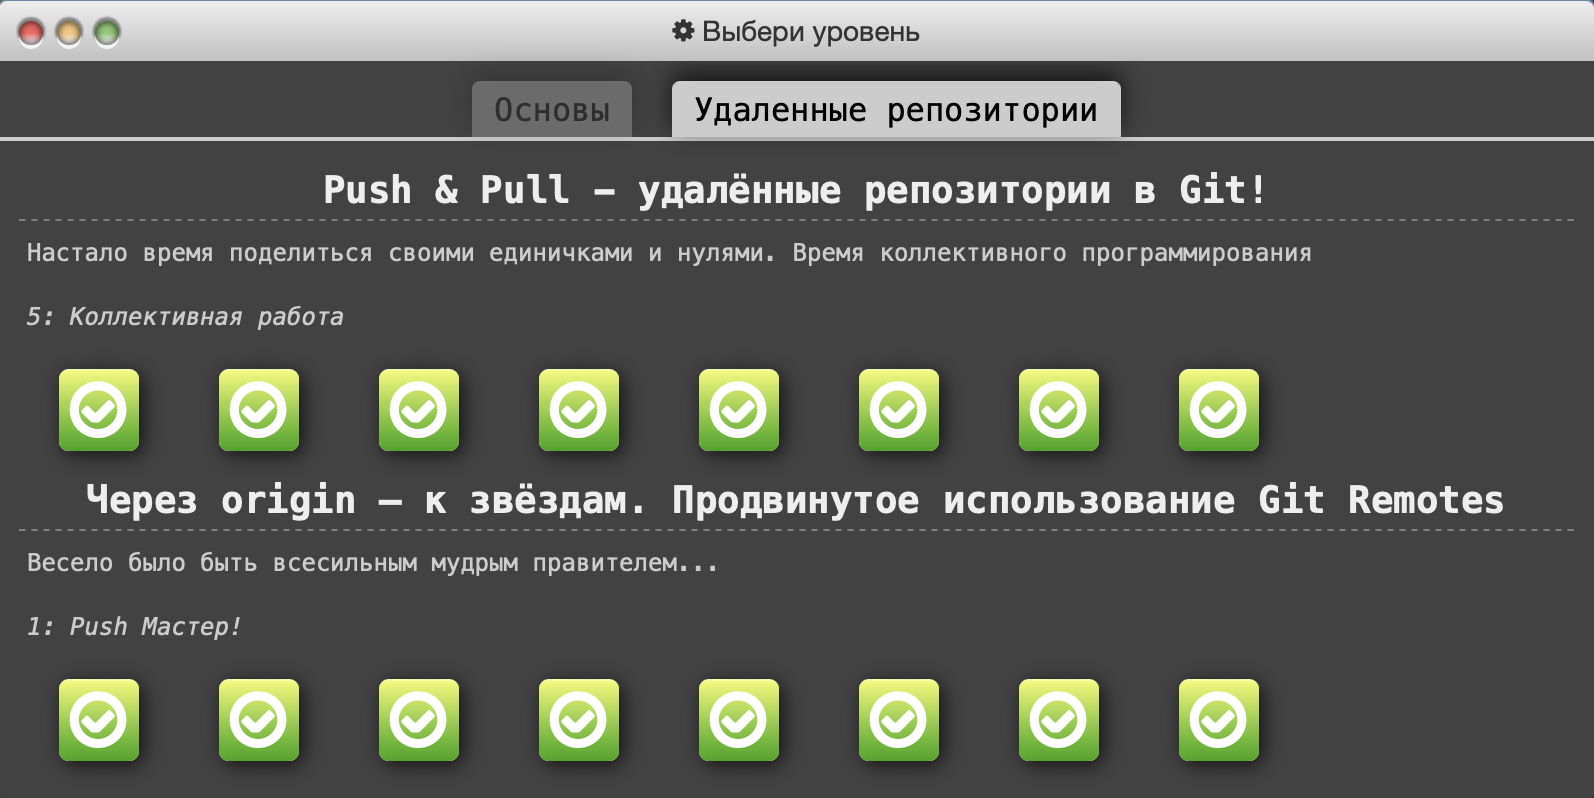 Выбери уровень
Основы
Удаленные репозитории
Push & Pull – удалённые репозитории в Git!
Настало время поделиться своими единичками и нулями. Время коллективного программирования
5: Коллективная работа
Через origin – к звёздам. Продвинутое использование Git Remotes
Весело было быть всесильным мудрым правителем...
1: Push Мастер!